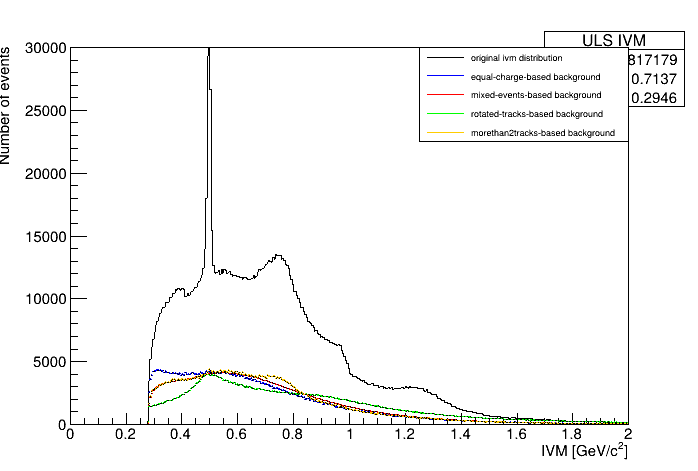 ULS IVM
817179
0.7137
0.2946
original ivm distribution
equal-charge-based background
mixed-events-based background
rotated-tracks-based background
morethan2tracks-based background
Number of events
30000
25000
20000
15000
10000
5000
0
0 0.2 0.4 0.6 0.8 1 1.2 1.4 1.6 1.8 2
IVM [GeV/c²]